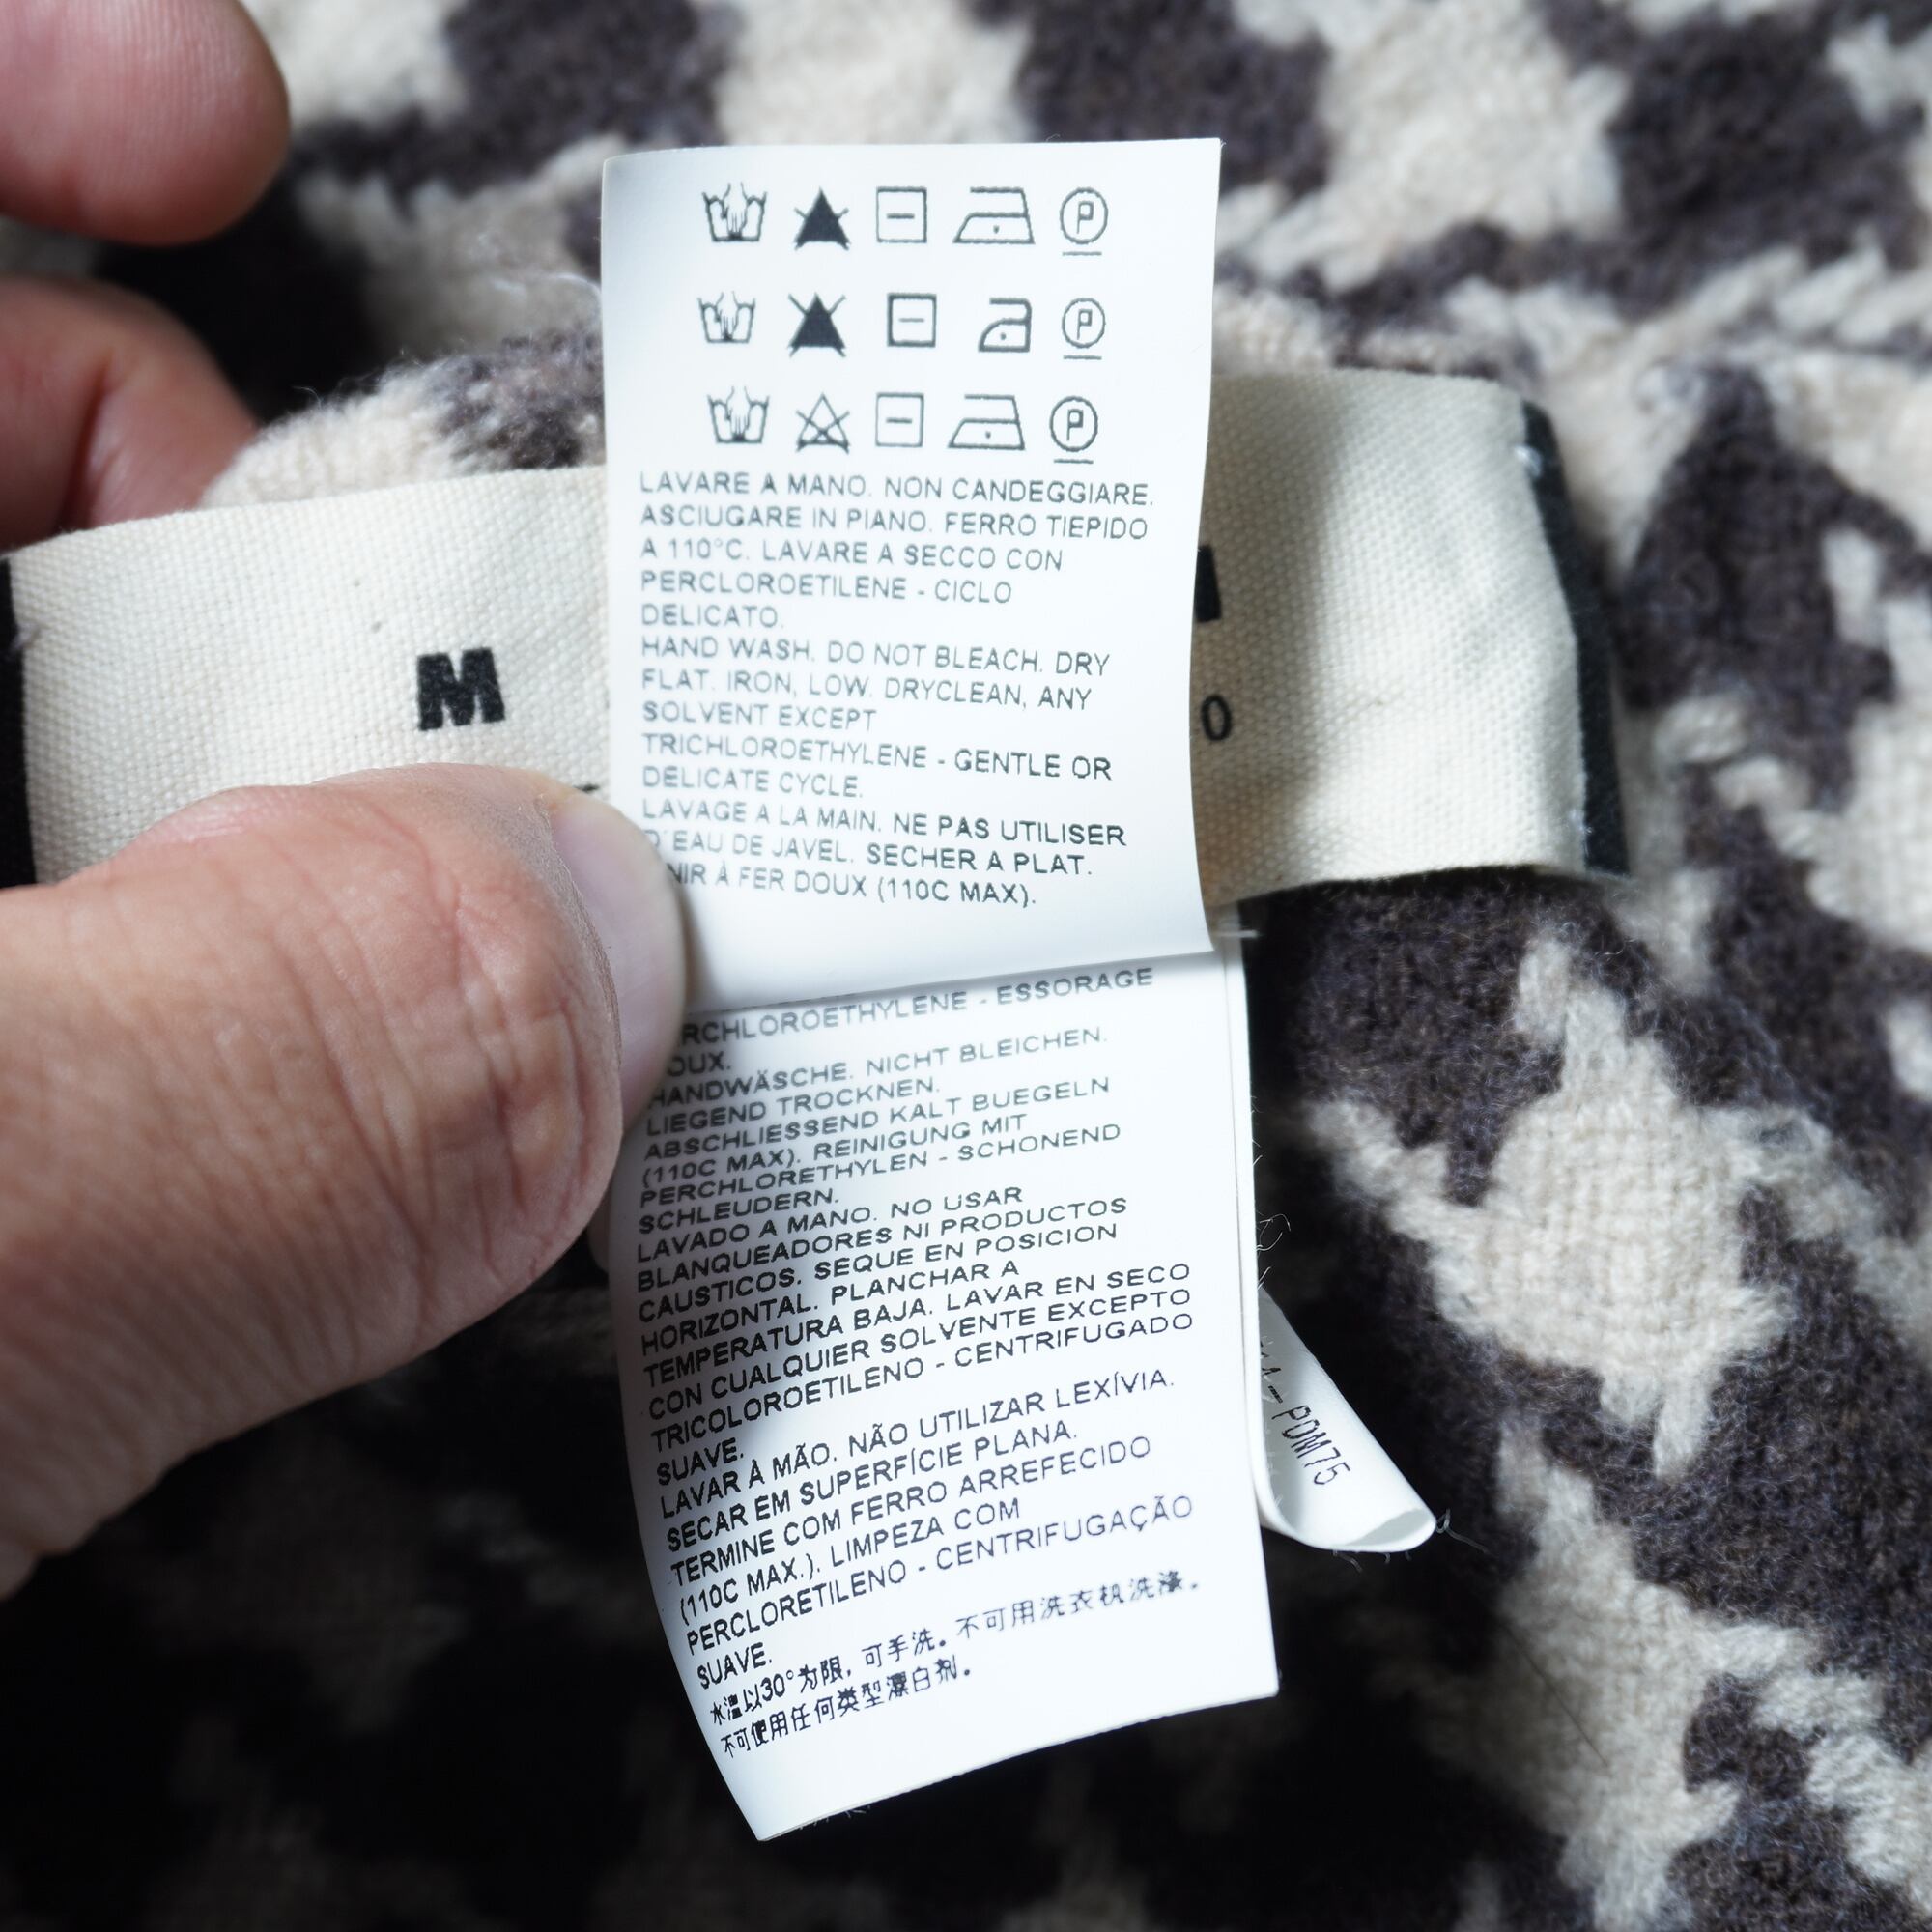 P
P
P
LAVARE A MANO. NON CANDEGGIARE.
ASCIUGARE IN PIANO. FERRO TIEPIDO
A 110°C. LAVARE A SECCO CON
PERCLOROETILENE - CICLO
DELICATO.
HAND WASH. DO NOT BLEACH. DRY
FLAT. IRON, LOW. DRYCLEAN, ANY
SOLVENT EXCEPT
TRICHLOROETHYLENE - GENTLE OR
DELICATE CYCLE.
LAVAGE A LA MAIN. NE PAS UTILISER
D'EAU DE JAVEL. SECHER A PLAT.
À FER DOUX (110C MAX).
- ESSORAGE
HANDWÄSCHE. NICHT BLEICHEN.
LIEGEND TROCKNEN.
ABSCHLIESSEND KALT BUEGELN
(110C MAX). REINIGUNG MIT
PERCHLORETHYLEN - SCHONEND
SCHLEUDERN.
LAVADO A MANO. NO USAR
BLANQUEADORES NI PRODUCTOS
CAUSTICOS. SEQUE EN POSICION
HORIZONTAL. PLANCHAR A
TEMPERATURA BAJA. LAVAR EN SECO
CON CUALQUIER SOLVENTE EXCEPTO
TRICOLOROETILENO - CENTRIFUGADO
SUAVE.
LAVAR À MÃO. NÃO UTILIZAR LEXÍVIA.
SECAR EM SUPERFÍCIE PLANA.
TERMINE COM FERRO ARREFECIDO
(110C MAX.). LIMPEZA COM
PERCLORETILENO - CENTRIFUGAÇÃO
SUAVE.
水温以30°为限，可手洗。不可用洗衣机洗涤。
不可使用任何类型漂白剂。
M
0
POM75